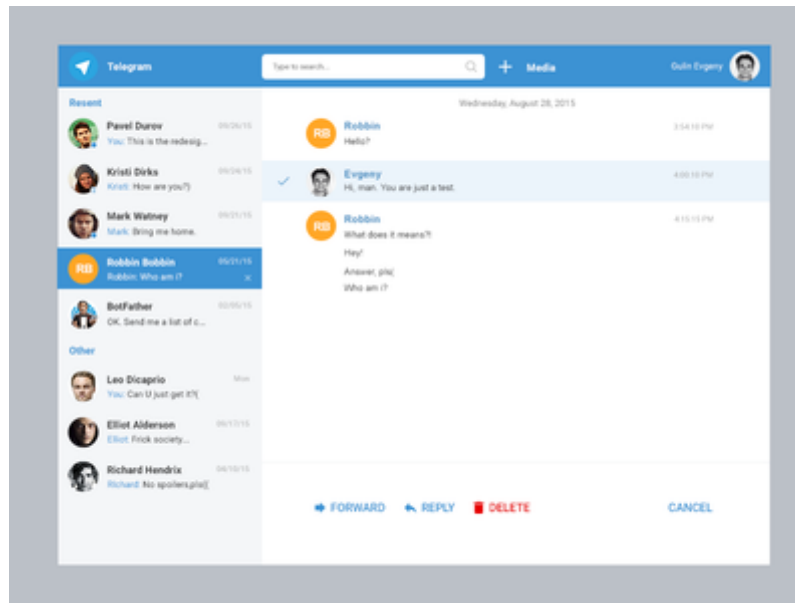 Telegram
Type to search...
Media
Gulin Evgeny
Recent
Pavel Durov 09/26/15
You: This is the redesig...
Kristi Dirks 09/24/15
Kristi: How are you?)
Mark Watney 09/21/15
Mark: Bring me home.
RB
Robbin Bobbin 05/21/15
Robbin: Who am i?
BotFather 02/05/15
OK. Send me a list of c...
Other
Leo Dicaprio Mon
You: Can U just get it?(
Elliot Alderson 09/17/15
Elliot: Frick society...
Richard Hendrix 04/10/15
Richard: No spoilers,pls((
Wednesday, August 28, 2015
RB
Robbin 3:54:10 PM
Hello?
Evgeny 4:00:10 PM
Hi, man. You are just a test.
RB
Robbin 4:15:15 PM
What does it means?!
Hey!
Answer, pls(
Who am i?
FORWARD REPLY DELETE CANCEL